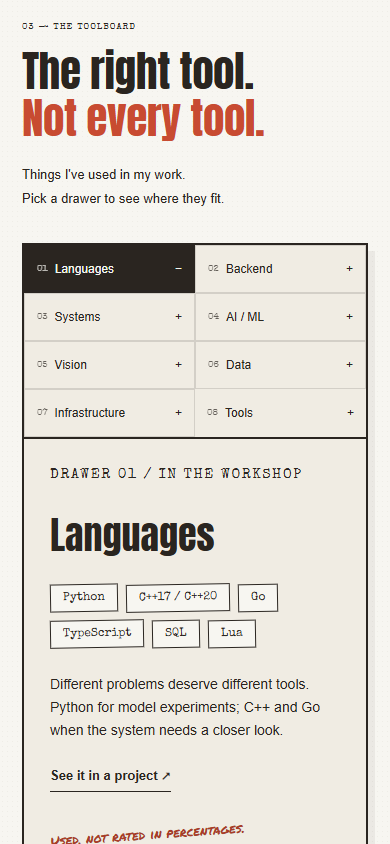 03 — THE TOOLBOARD
The right tool.
Not every tool.
Things I've used in my work.
Pick a drawer to see where they fit.
01 Languages − 02 Backend +
03 Systems + 04 AI / ML +
05 Vision + 06 Data +
07 Infrastructure + 08 Tools +
DRAWER 01 / IN THE WORKSHOP
Languages
Python C++17 / C++20 Go
TypeScript SQL Lua
Different problems deserve different tools.
Python for model experiments; C++ and Go
when the system needs a closer look.
See it in a project ↗
USED, NOT RATED IN PERCENTAGES.